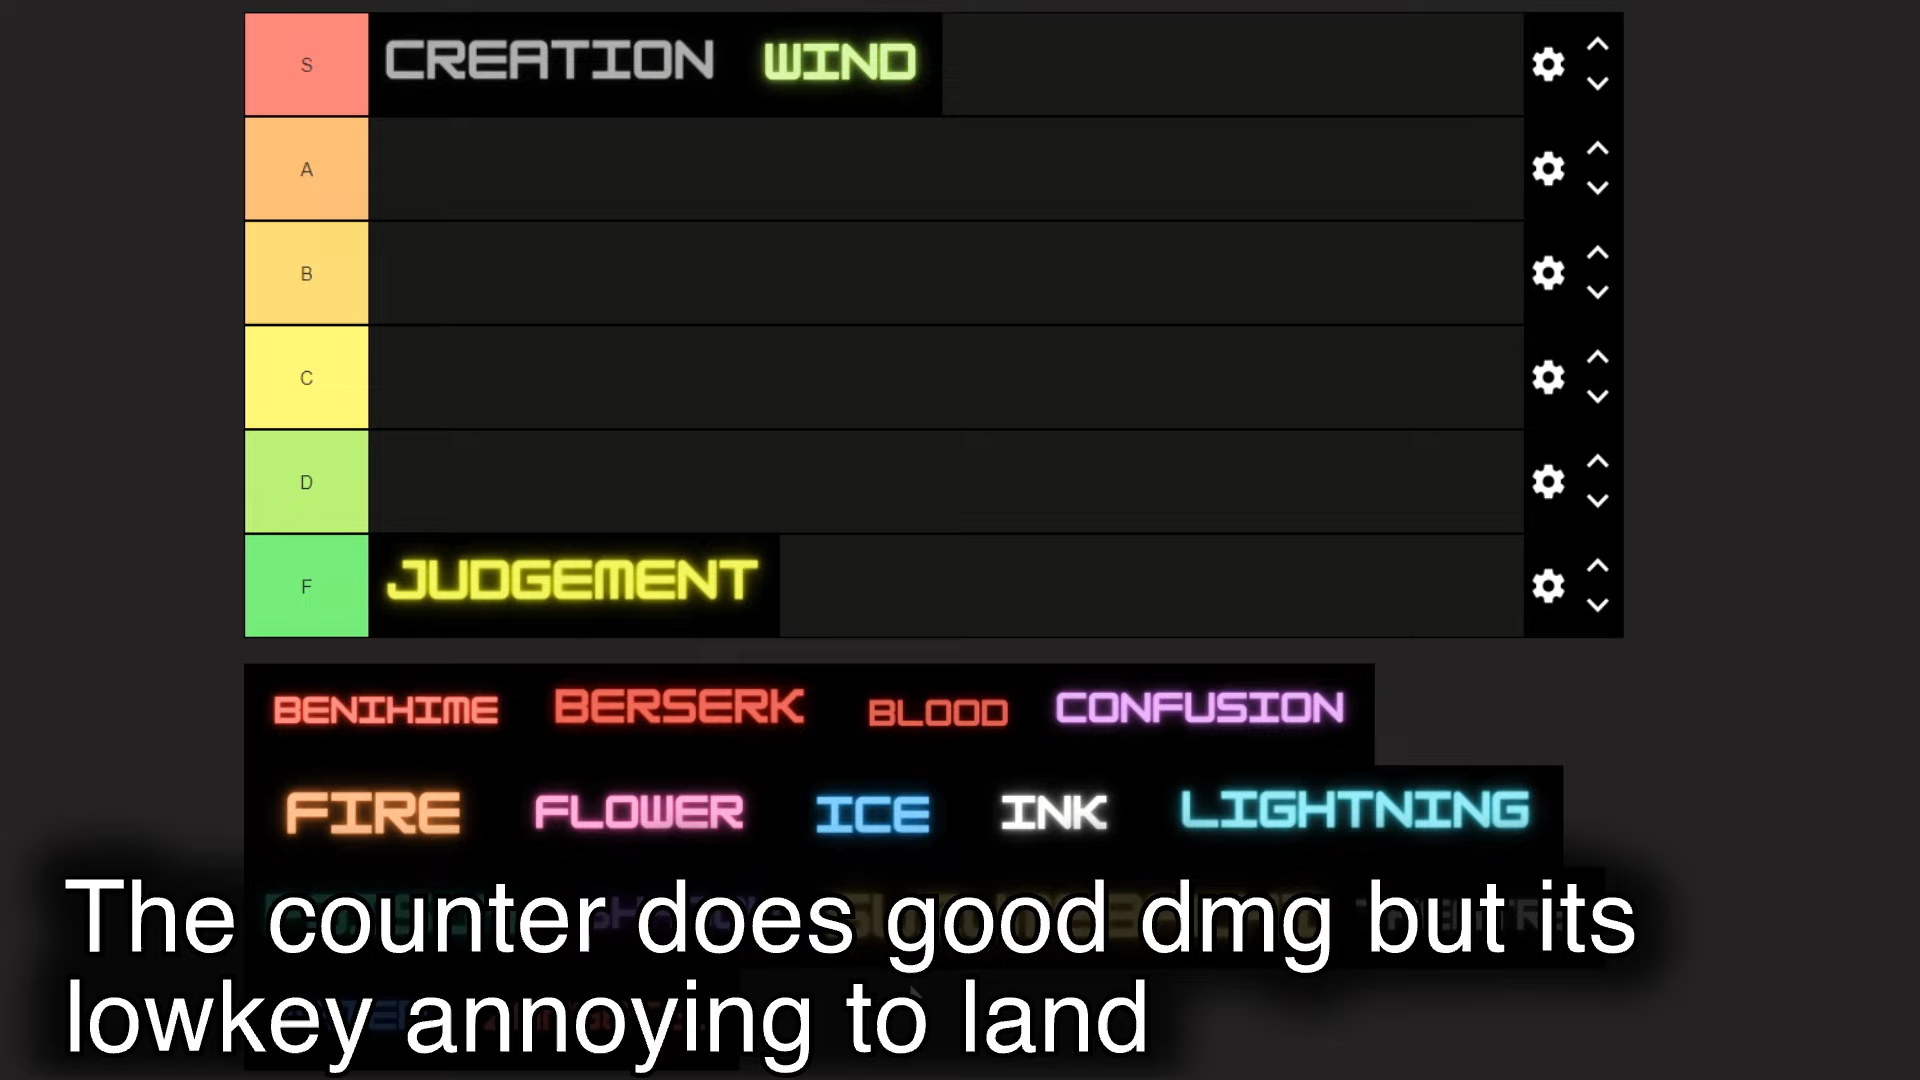 S CREATION WIND
A
B
C
D
F JUDGEMENT
BENIHIME BERSERK BLOOD CONFUSION
FIRE FLOWER ICE INK LIGHTNING
The counter does good dmg but its
lowkey annoying to land